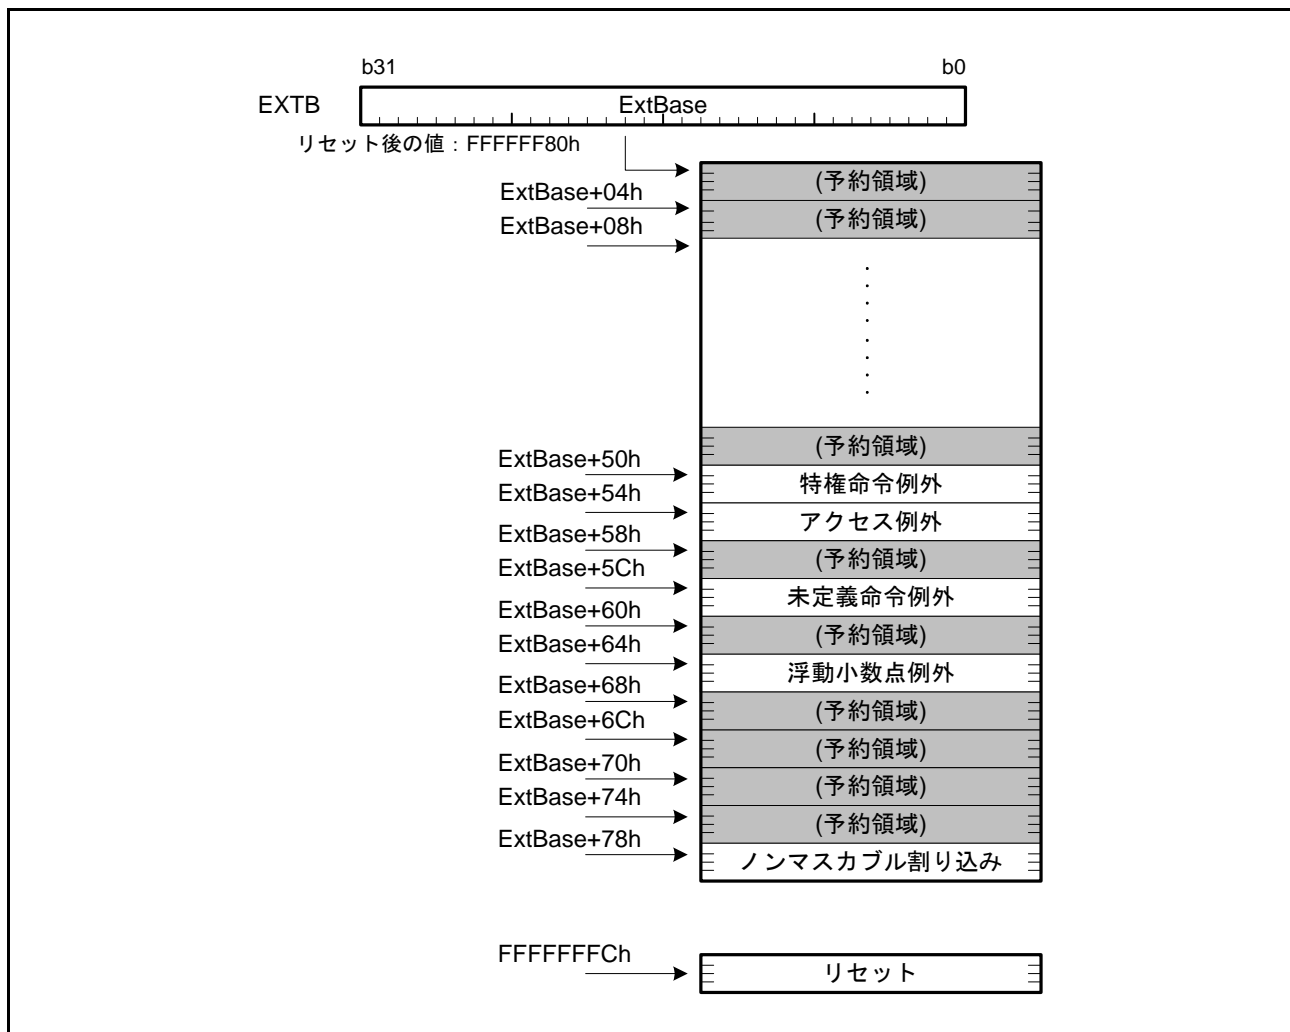 b31 b0
EXTB ExtBase
リセット後の値：FFFFFF80h
(予約領域)
ExtBase+04h
(予約領域)
ExtBase+08h
(予約領域)
ExtBase+50h
特権命令例外
ExtBase+54h
アクセス例外
ExtBase+58h
(予約領域)
ExtBase+5Ch
未定義命令例外
ExtBase+60h
(予約領域)
ExtBase+64h
浮動小数点例外
ExtBase+68h
(予約領域)
ExtBase+6Ch
(予約領域)
ExtBase+70h
(予約領域)
ExtBase+74h
(予約領域)
ExtBase+78h
ノンマスカブル割り込み
FFFFFFFCh
リセット